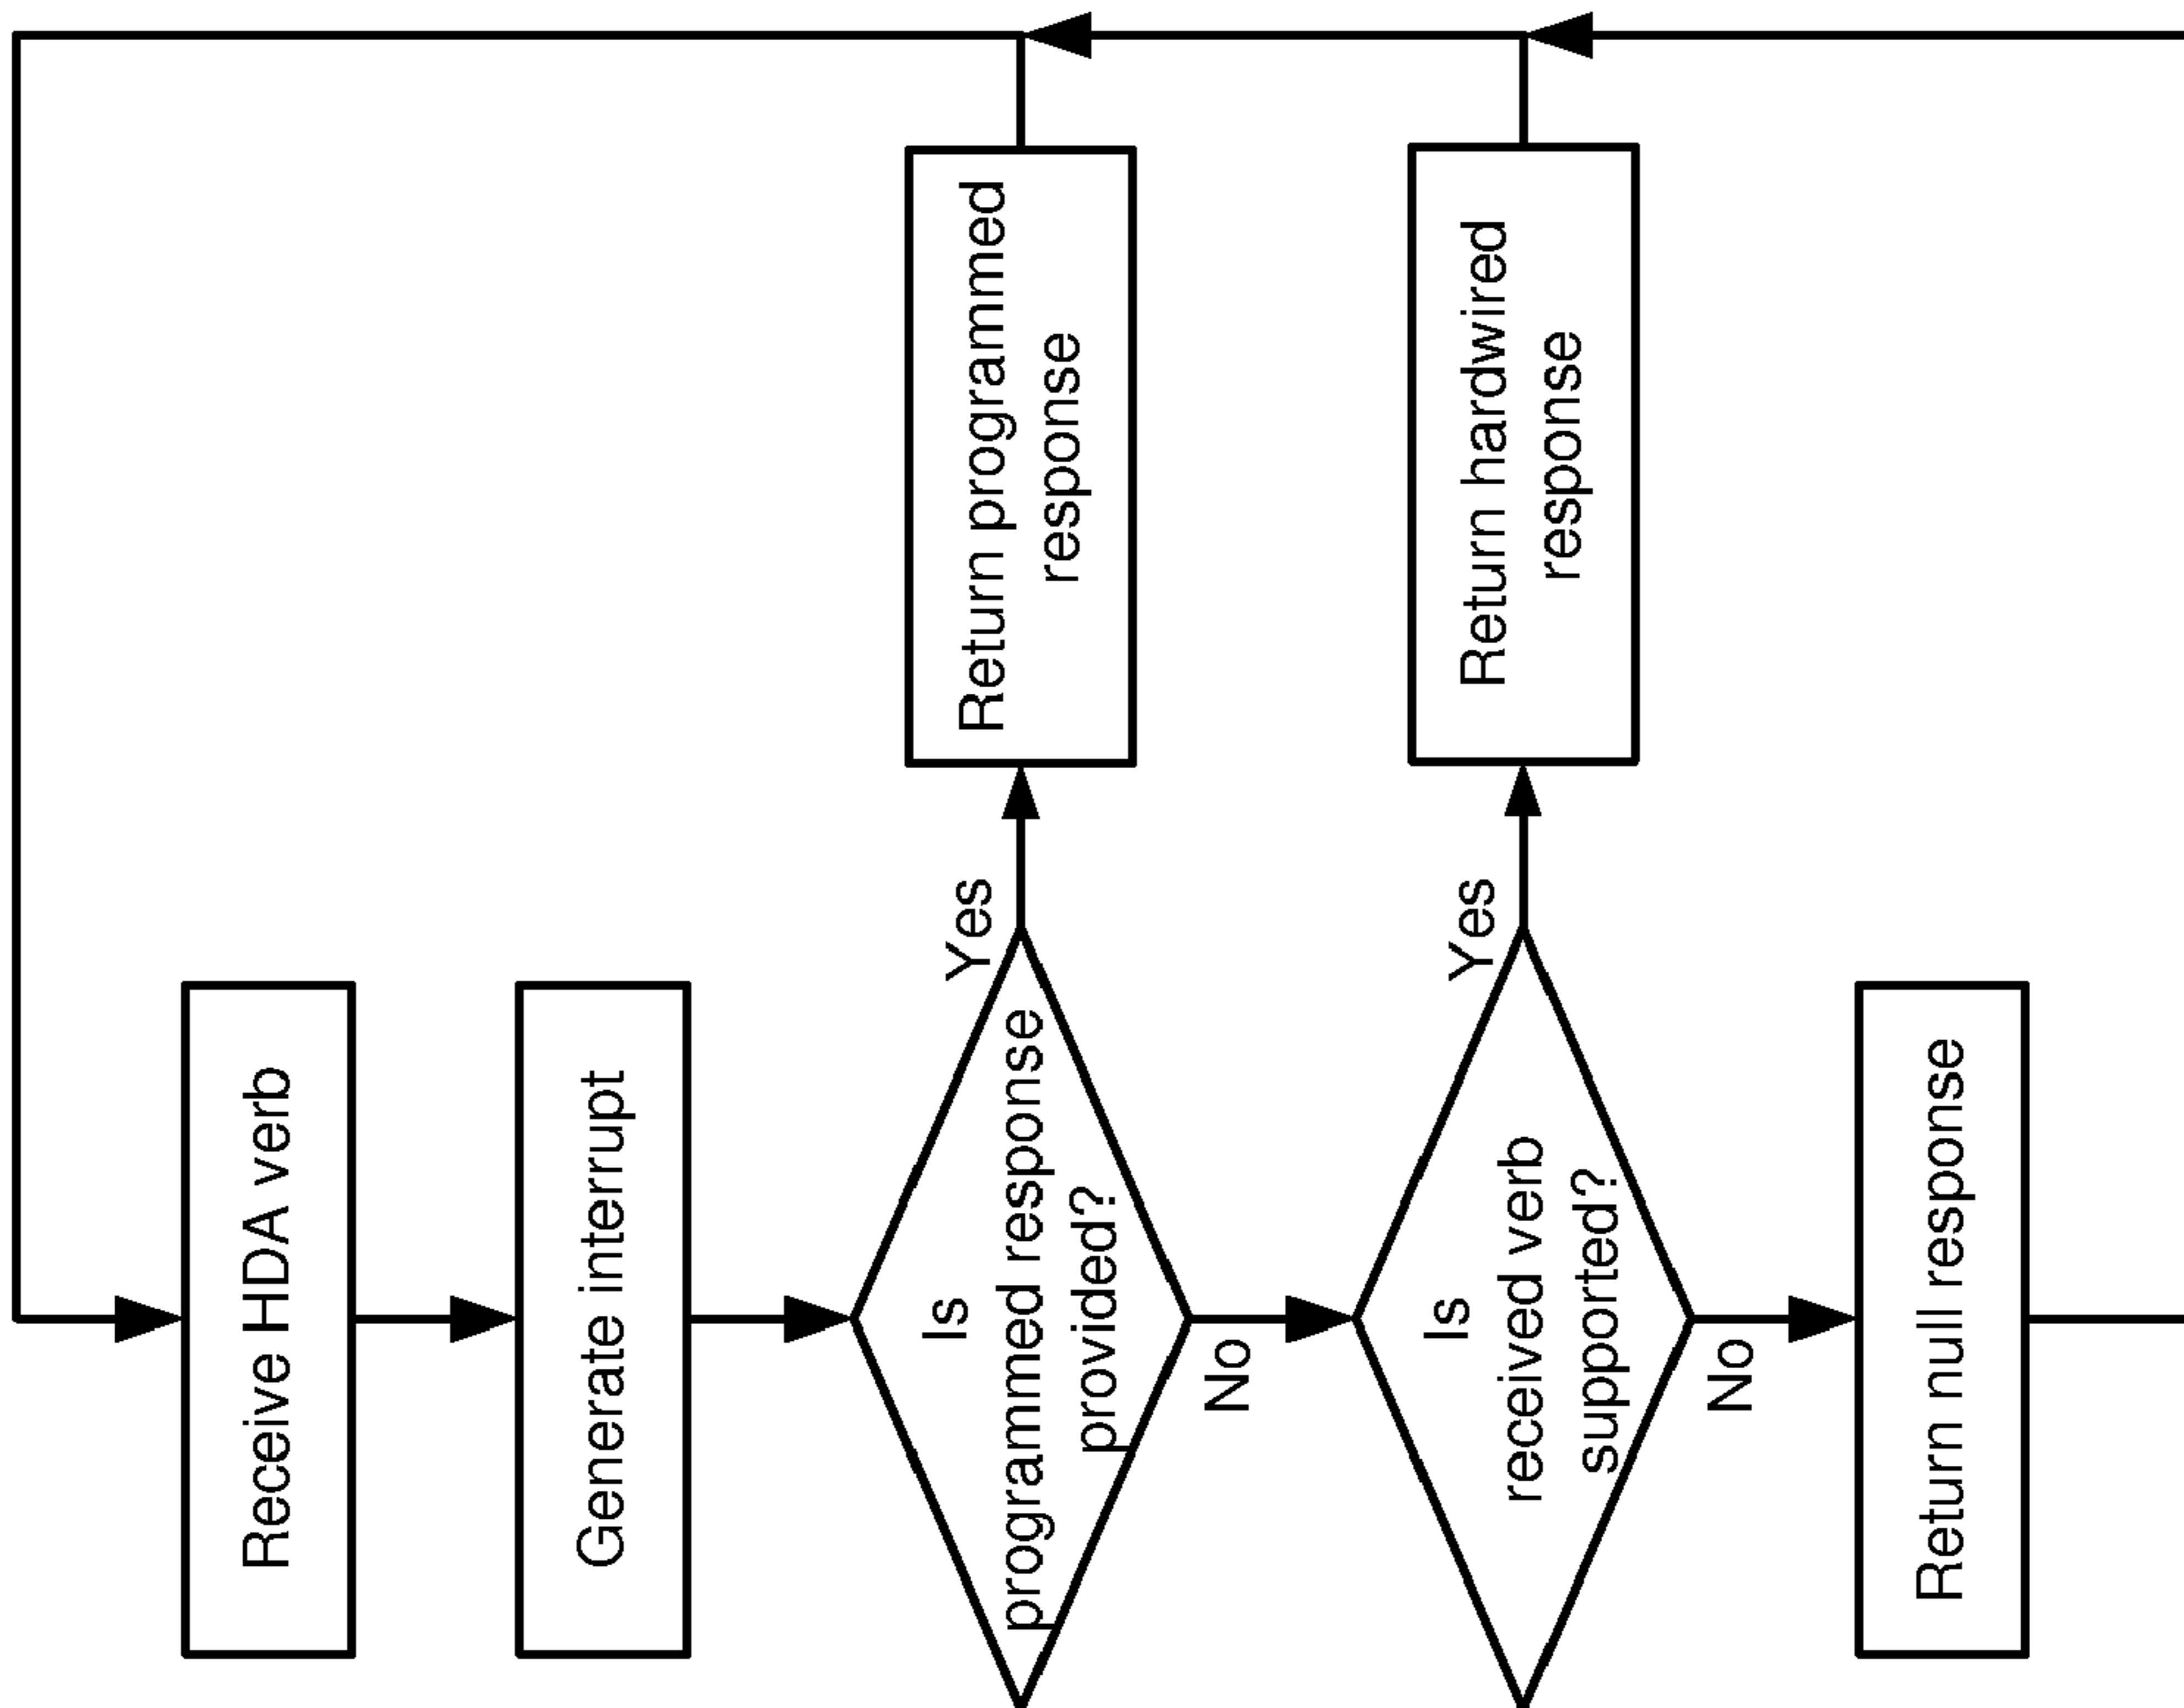 Receive HDA verb
Generate interrupt
Is
programmed response
provided?
Yes
Return programmed
response
No
Is
received verb
supported?
Yes
Return hardwired
response
No
Return null response